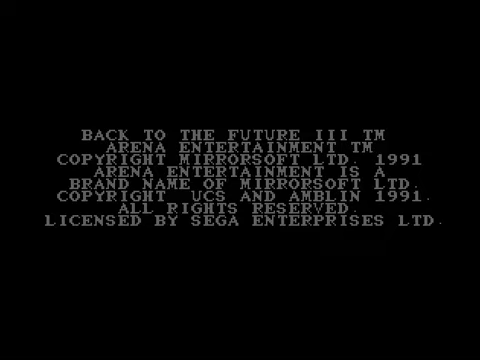 BACK TO THE FUTURE III TM
ARENA ENTERTAINMENT TM
COPYRIGHT MIRRORSOFT LTD. 1991
ARENA ENTERTAINMENT IS A
BRAND NAME OF MIRRORSOFT LTD.
COPYRIGHT UCS AND AMBLIN 1991.
ALL RIGHTS RESERVED.
LICENSED BY SEGA ENTERPRISES LTD.